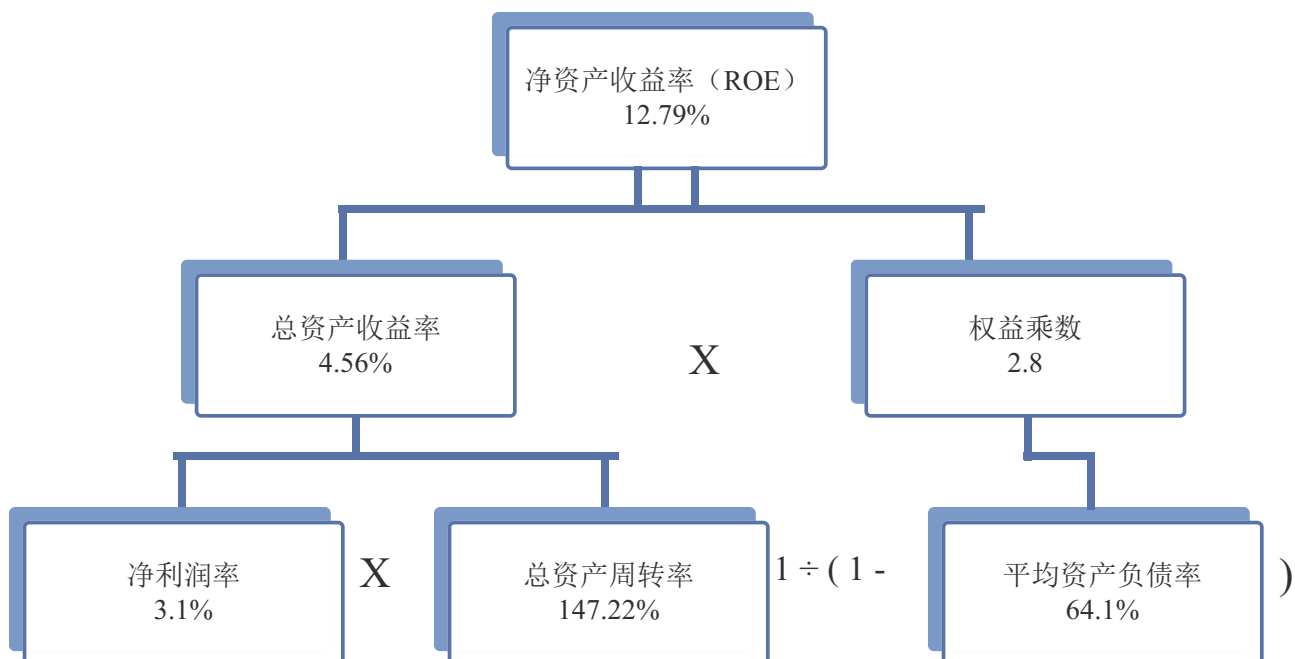 净资产收益率（ROE）
12.79%
总资产收益率
4.56%
X
权益乘数
2.8
净利润率
3.1%
X
总资产周转率
147.22%
1 ÷ ( 1 -
平均资产负债率
64.1%
)